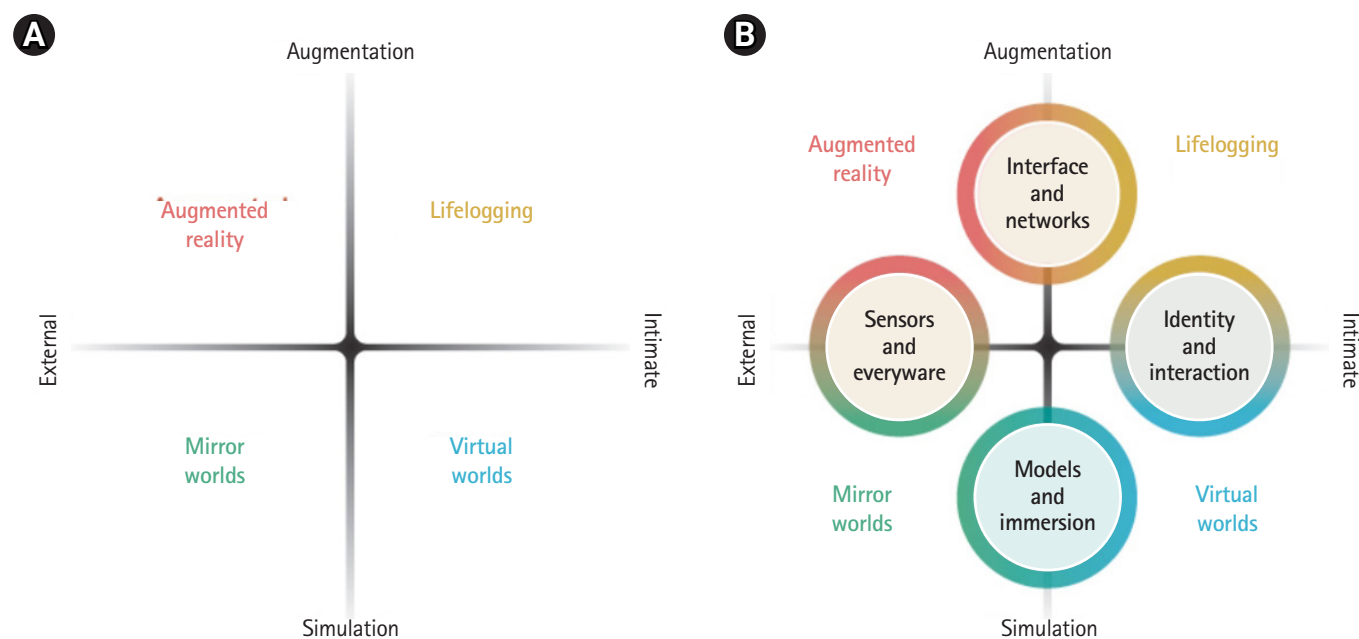 A
Augmentation
Augmented
reality
Lifelogging
External
Intimate
Mirror
worlds
Virtual
worlds
Simulation
B
Augmentation
Augmented
reality
Lifelogging
Interface
and
networks
External
Sensors
and
everyware
Identity
and
interaction
Intimate
Models
and
immersion
Mirror
worlds
Virtual
worlds
Simulation